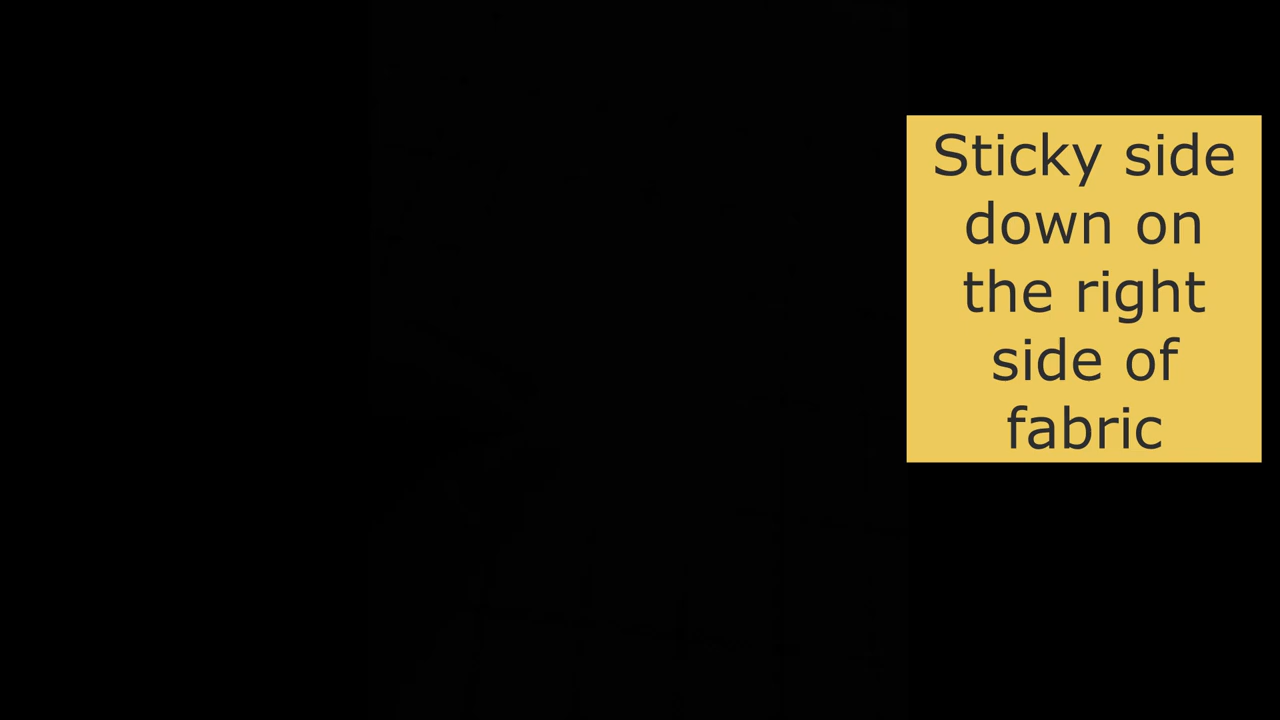 Sticky side
down on
the right
side of
fabric